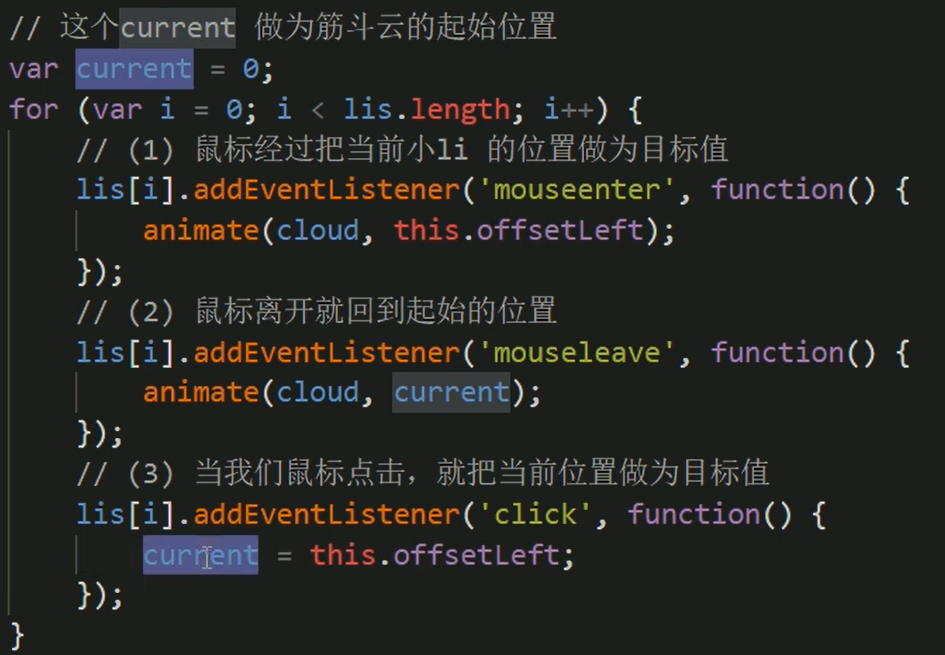 // 这个current 做为筋斗云的起始位置
var current = 0;
for (var i = 0; i < lis.length; i++) {
    // (1) 鼠标经过把当前小li 的位置做为目标值
    lis[i].addEventListener('mouseenter', function() {
        animate(cloud, this.offsetLeft);
    });
    // (2) 鼠标离开就回到起始的位置
    lis[i].addEventListener('mouseleave', function() {
        animate(cloud, current);
    });
    // (3) 当我们鼠标点击，就把当前位置做为目标值
    lis[i].addEventListener('click', function() {
        current = this.offsetLeft;
    });
}